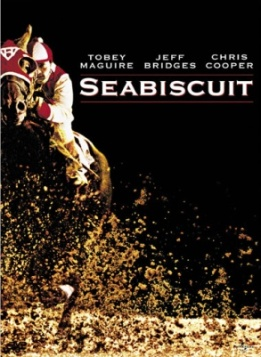 TOBEY JEFF CHRIS
MAGUIRE BRIDGES COOPER
SEABISCUIT